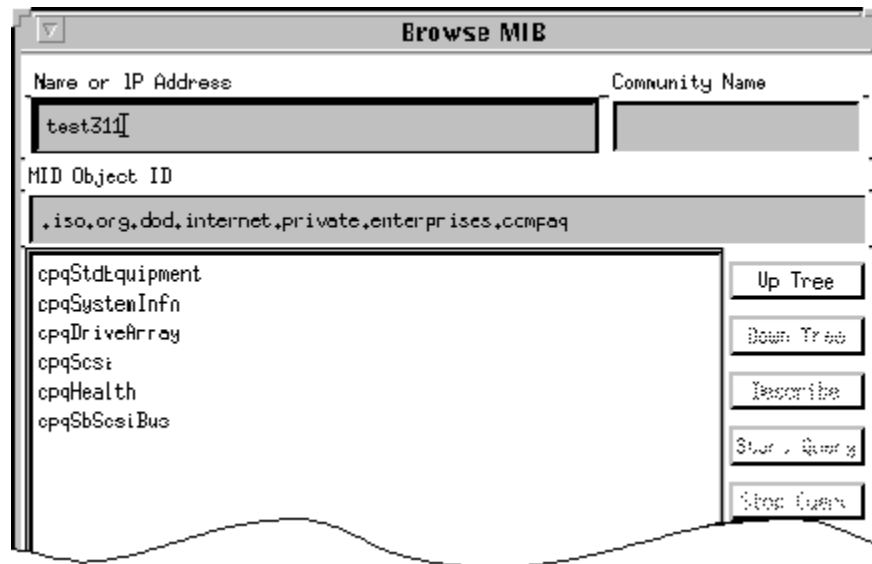 Browse MIB
Name or IP Address
Community Name
test311
MID Object ID
.iso.org.dod.internet.private.enterprises.compaq
cpqStdEquipment
Up Tree
cpqSystemInfo
cpqDriveArray
Down Tree
cpqScsi
cpqHealth
Describe
cpqSbScsiBus
Start Query
Stop Query